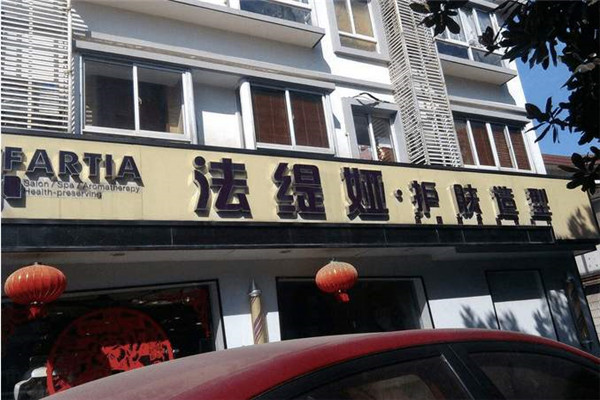 FARTIA
Salon / Spa / Aromatherapy
Health-preserving
法缇娅·护肤造型